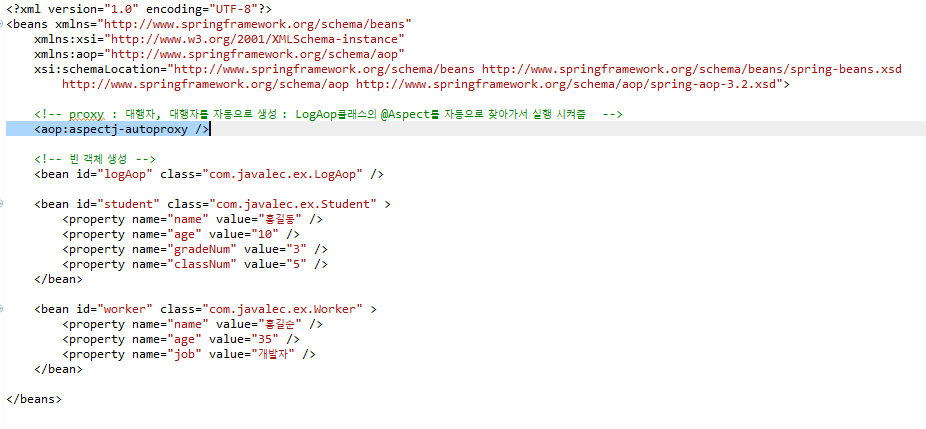 <?xml version="1.0" encoding="UTF-8"?>
<beans xmlns="http://www.springframework.org/schema/beans"
xmlns:xsi="http://www.w3.org/2001/XMLSchema-instance"
xmlns:aop="http://www.springframework.org/schema/aop"
xsi:schemaLocation="http://www.springframework.org/schema/beans http://www.springframework.org/schema/beans/spring-beans.xsd
http://www.springframework.org/schema/aop http://www.springframework.org/schema/aop/spring-aop-3.2.xsd">
<!-- proxy : 대행자, 대행자를 자동으로 생성 : LogAop클래스의 @Aspect를 자동으로 찾아가서 실행 시켜줌 -->
<aop:aspectj-autoproxy />
<!-- 빈 객체 생성 -->
<bean id="logAop" class="com.javalec.ex.LogAop" />
<bean id="student" class="com.javalec.ex.Student" >
<property name="name" value="홍길동" />
<property name="age" value="10" />
<property name="gradeNum" value="3" />
<property name="classNum" value="5" />
</bean>
<bean id="worker" class="com.javalec.ex.Worker" >
<property name="name" value="홍길순" />
<property name="age" value="35" />
<property name="job" value="개발자" />
</bean>
</beans>